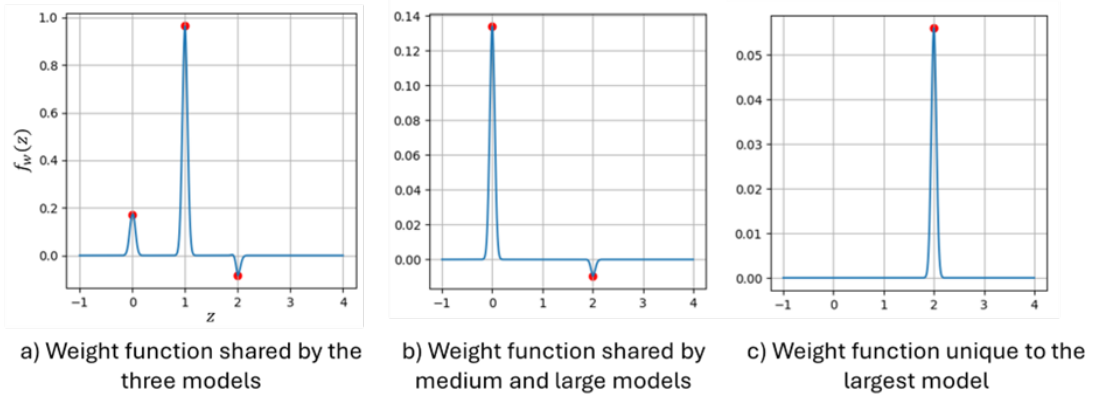 1.0
0.8
0.6
0.4
0.2
0.0
f_w(z)
−1 0 1 2 3 4
z
0.14
0.12
0.10
0.08
0.06
0.04
0.02
0.00
−1 0 1 2 3 4
0.05
0.04
0.03
0.02
0.01
0.00
−1 0 1 2 3 4
a) Weight function shared by the
three models
b) Weight function shared by
medium and large models
c) Weight function unique to the
largest model